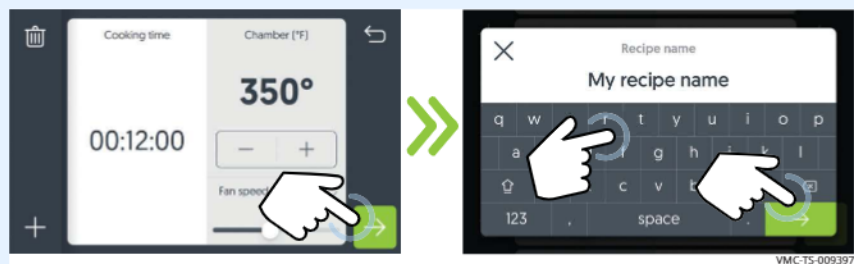 Cooking time
Chamber (°F)
350°
00:12:00
− +
Fan speed
Recipe name
My recipe name
q w r t y u i o p
a g h j k l
c v b
123 , space .
VMC-TS-009397